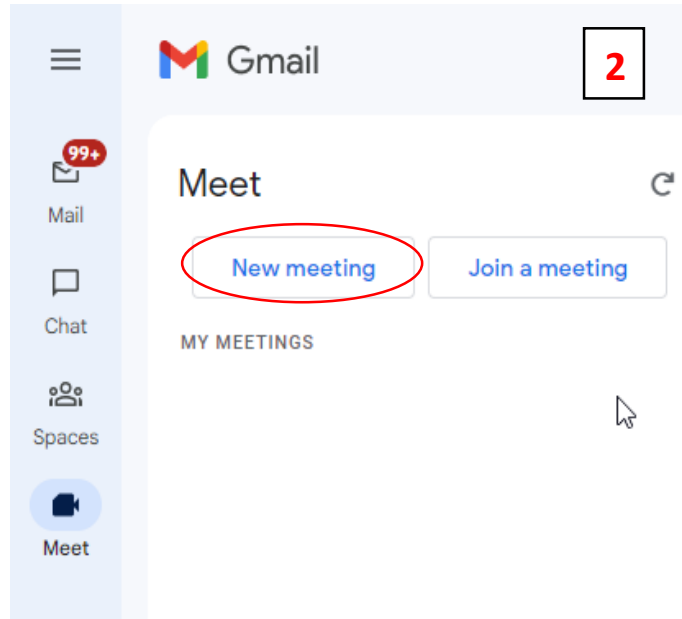 Gmail
2
99+
Mail
Meet
New meeting
Join a meeting
Chat
MY MEETINGS
Spaces
Meet